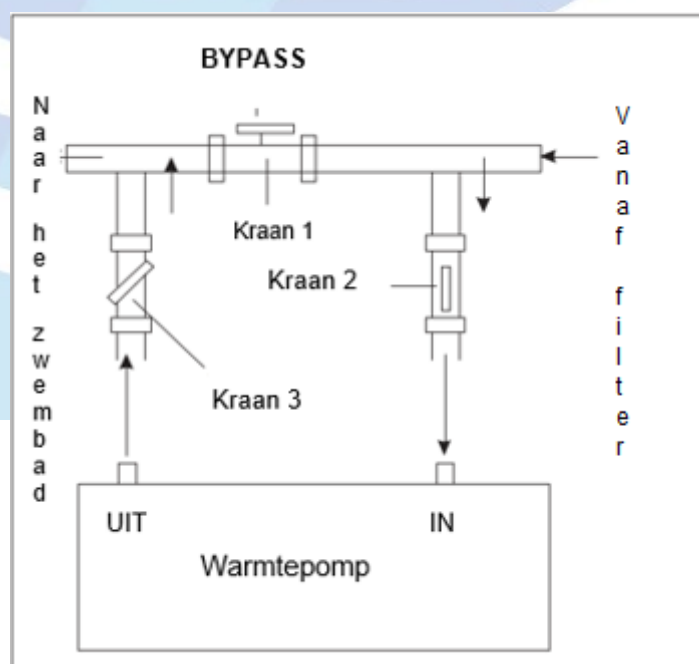 BYPASS
Naar het zwembad
Vanaf filter
Kraan 1
Kraan 2
Kraan 3
UIT
IN
Warmtepomp